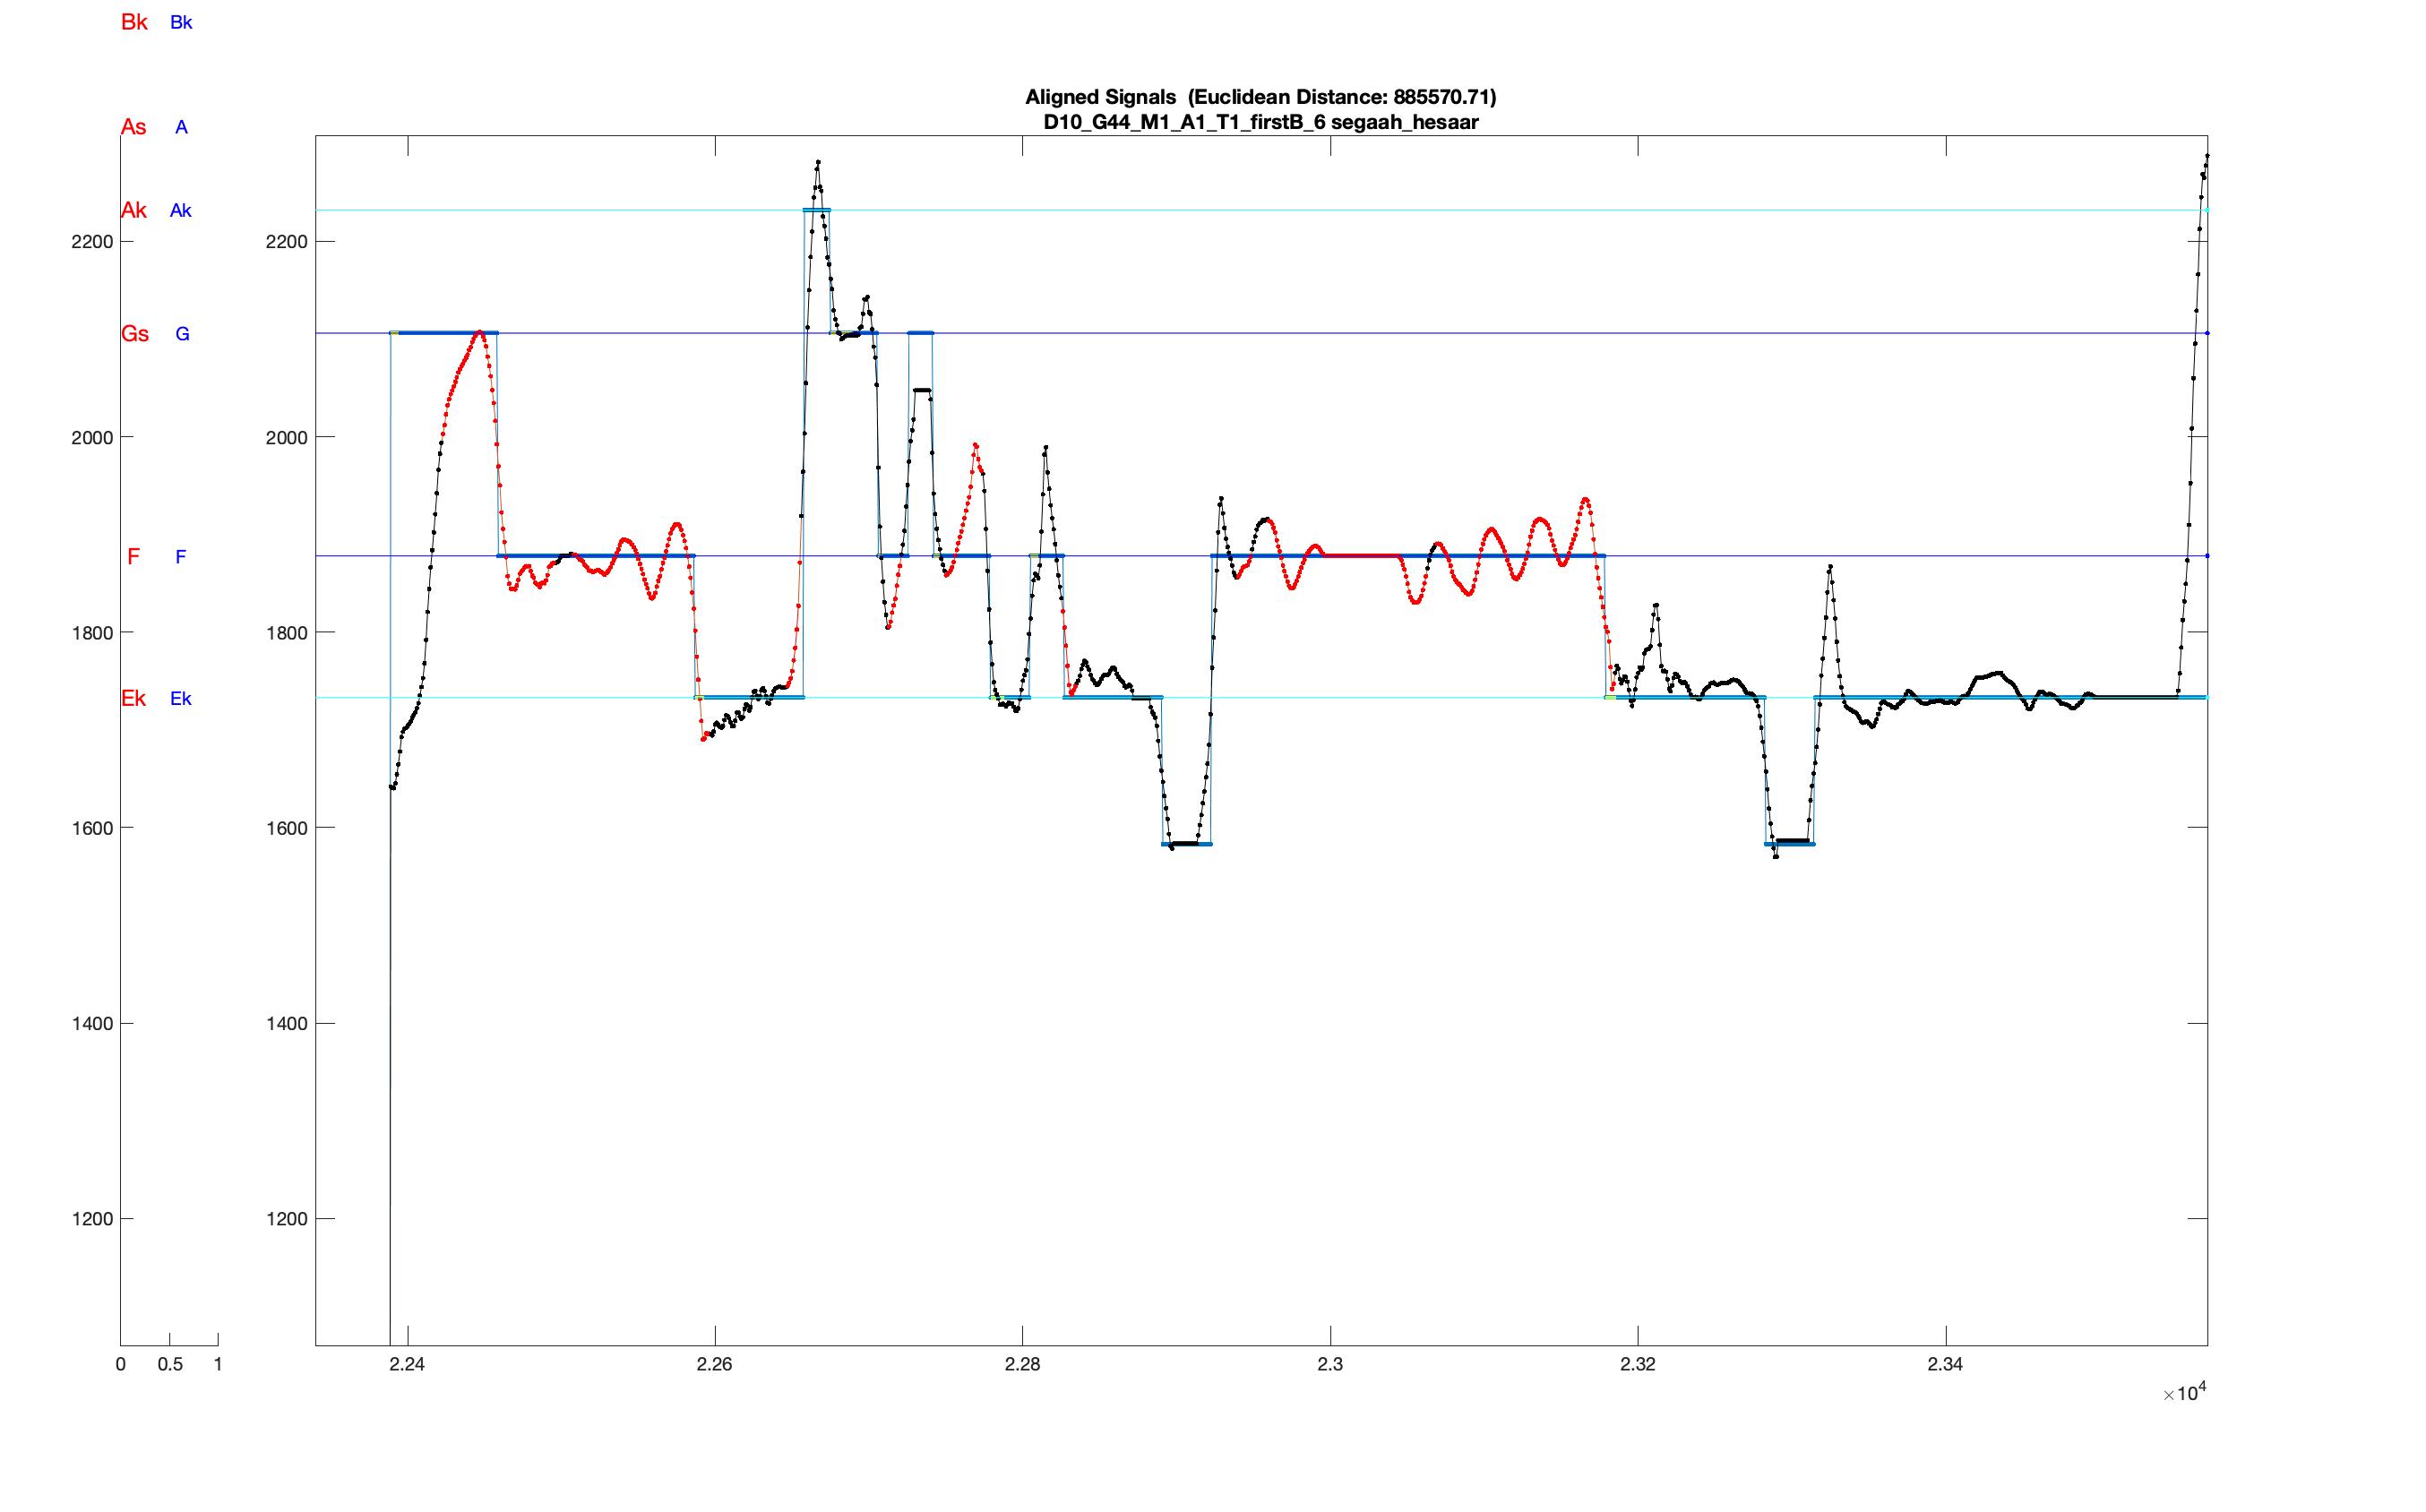 Bk Bk
Aligned Signals (Euclidean Distance: 885570.71)
D10_G44_M1_A1_T1_firstB_6 segaah_hesaar
As A
Ak Ak
2200 2200
Gs G
2000 2000
F F
1800 1800
Ek Ek
1600 1600
1400 1400
1200 1200
0 0.5 1 2.24 2.26 2.28 2.3 2.32 2.34
×10⁴